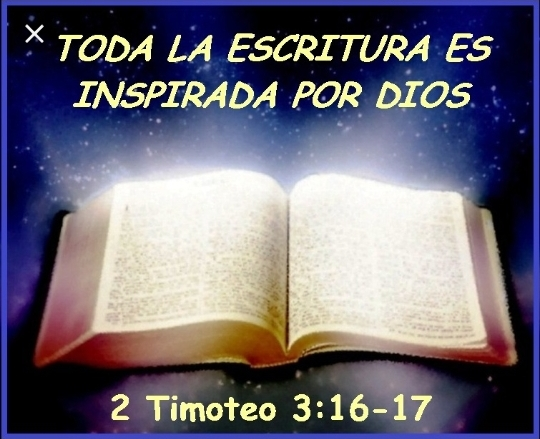 TODA LA ESCRITURA ES
INSPIRADA POR DIOS
2 Timoteo 3:16-17